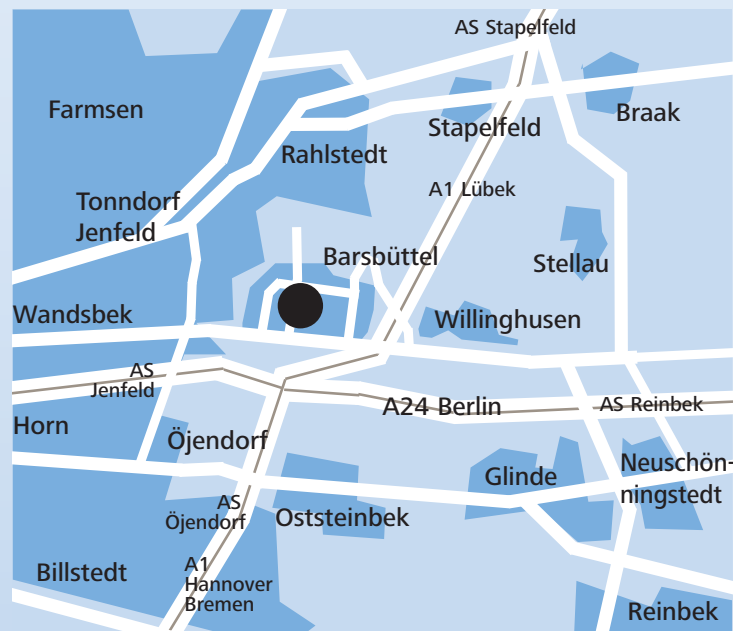 AS Stapelfeld
Farmsen
Braak
Stapelfeld
Rahlstedt
A1 Lübek
Tonndorf
Jenfeld
Barsbüttel
Stellau
Wandsbek
Willinghusen
AS
Jenfeld
A24 Berlin
AS Reinbek
Horn
Öjendorf
Glinde
Neuschön-
ningstedt
AS
Öjendorf
Oststeinbek
A1
Hannover
Bremen
Billstedt
Reinbek